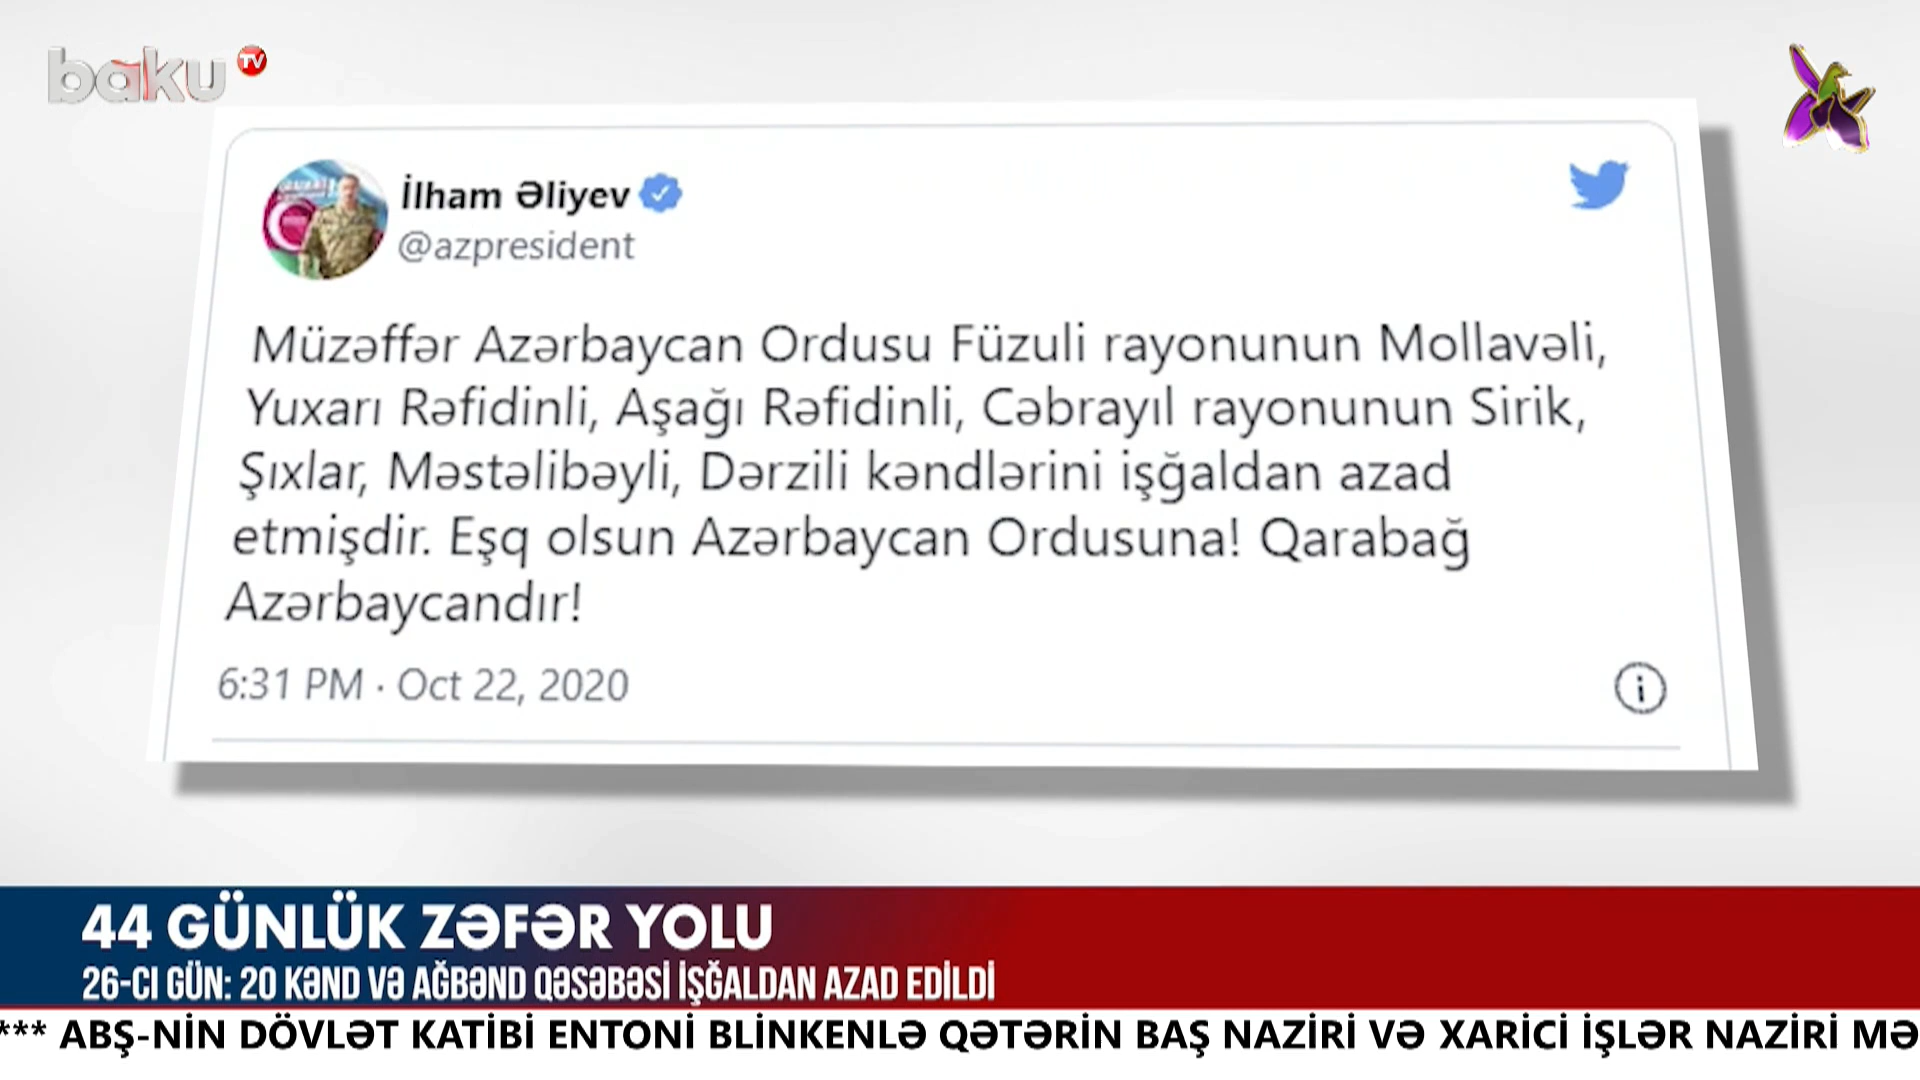 baku TV
İlham Əliyev
@azpresident
Müzəffər Azərbaycan Ordusu Füzuli rayonunun Mollavəli,
Yuxarı Rəfidinli, Aşağı Rəfidinli, Cəbrayıl rayonunun Sirik,
Şıxlar, Məstəlibəyli, Dərzili kəndlərini işğaldan azad
etmişdir. Eşq olsun Azərbaycan Ordusuna! Qarabağ
Azərbaycandır!
6:31 PM · Oct 22, 2020
44 GÜNLÜK ZƏFƏR YOLU
26-CI GÜN: 20 KƏND VƏ AĞBƏND QƏSƏBƏSİ İŞĞALDAN AZAD EDİLDİ
*** ABŞ-NİN DÖVLƏT KATİBİ ENTONİ BLİNKENLƏ QƏTƏRİN BAŞ NAZİRİ VƏ XARİCİ İŞLƏR NAZİRİ MƏ